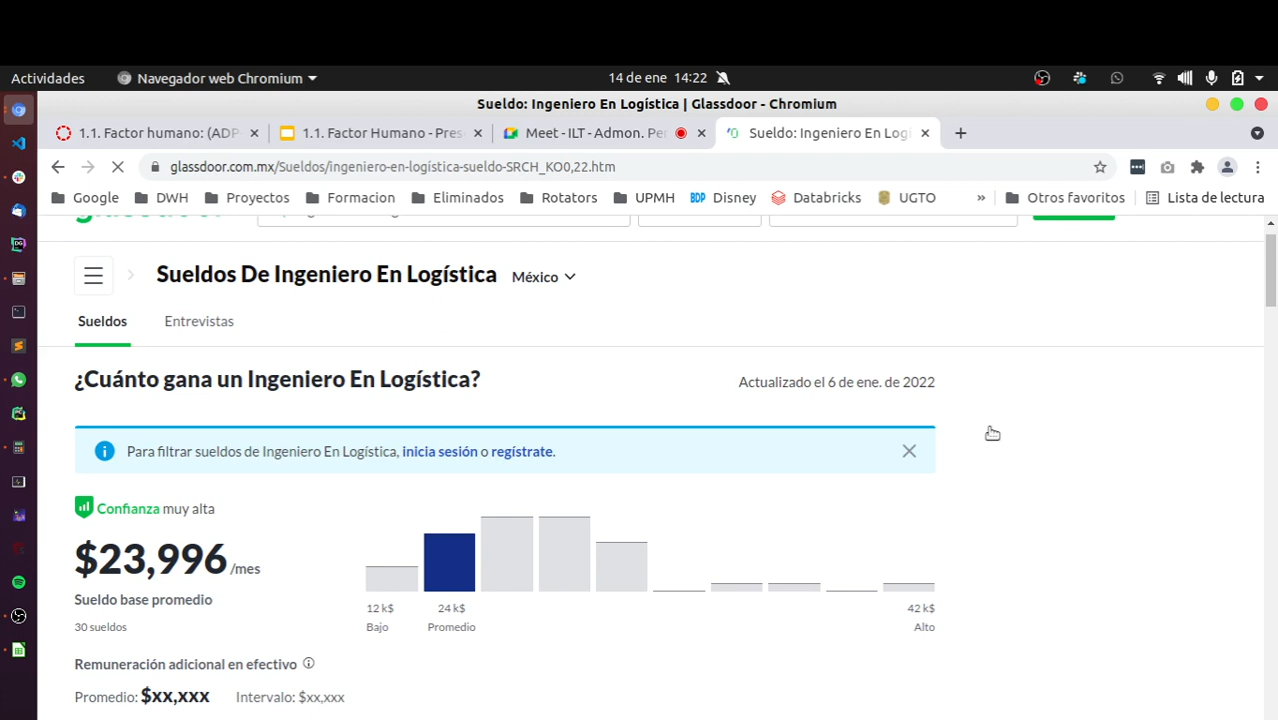 Actividades
Navegador web Chromium
14 de ene 14:22
Sueldo: Ingeniero En Logística | Glassdoor - Chromium
1.1. Factor humano: (ADP-
1.1. Factor Humano - Pres
Meet - ILT - Admon. Per
Sueldo: Ingeniero En Logi
glassdoor.com.mx/Sueldos/ingeniero-en-logística-sueldo-SRCH_KO0,22.htm
Google
DWH
Proyectos
Formacion
Eliminados
Rotators
UPMH
BDP Disney
Databricks
UGTO
»
Otros favoritos
Lista de lectura
Sueldos De Ingeniero En Logística
México
Sueldos
Entrevistas
¿Cuánto gana un Ingeniero En Logística?
Actualizado el 6 de ene. de 2022
Para filtrar sueldos de Ingeniero En Logística, inicia sesión o regístrate.
Confianza muy alta
$23,996 /mes
Sueldo base promedio
30 sueldos
12 k$
Bajo
24 k$
Promedio
42 k$
Alto
Remuneración adicional en efectivo
Promedio: $xx,xxx
Intervalo: $xx,xxx